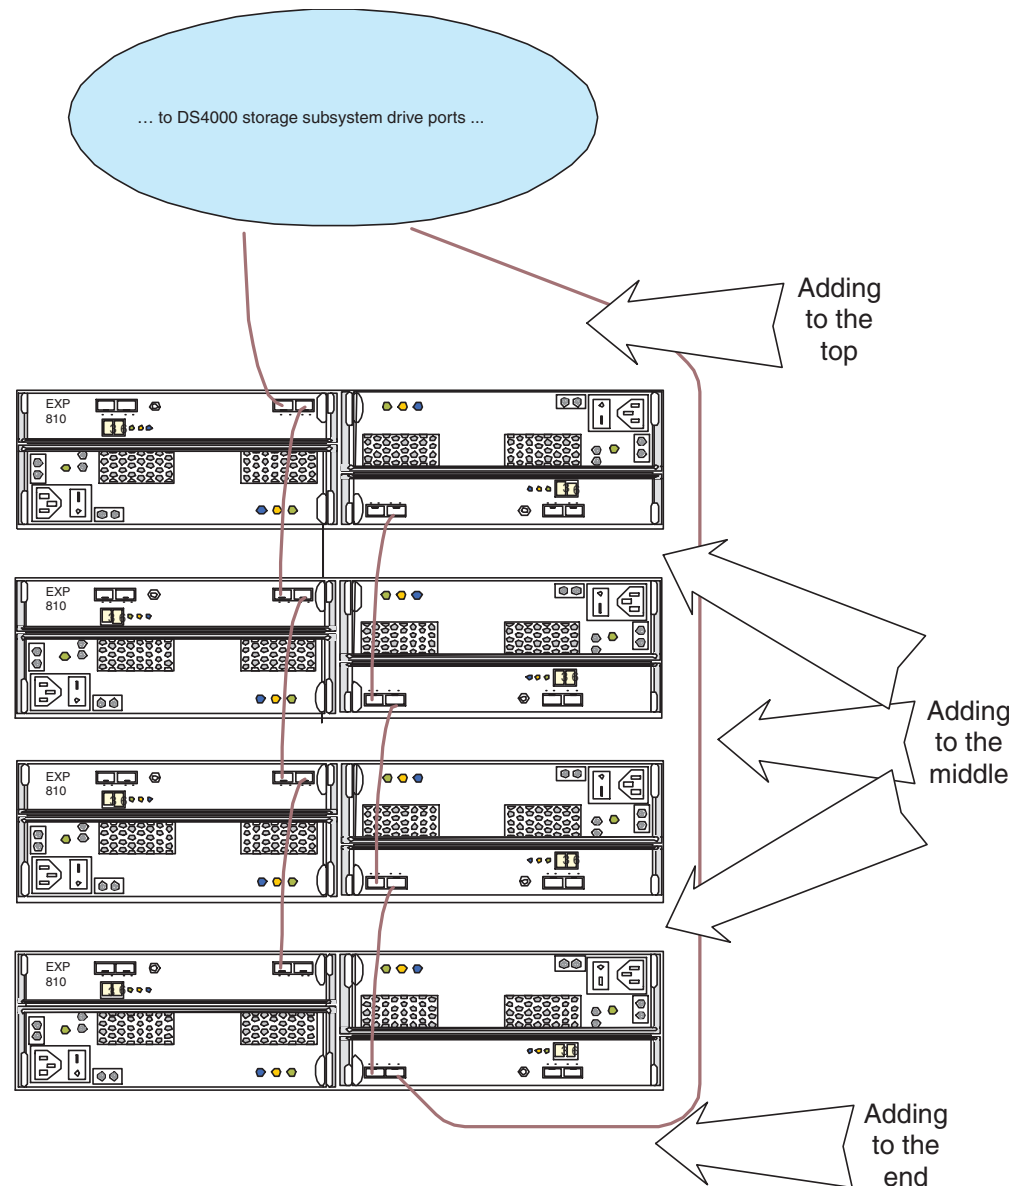 … to DS4000 storage subsystem drive ports ...
Adding
to the
top
EXP
810
EXP
810
Adding
to the
middle
EXP
810
EXP
810
Adding
to the
end